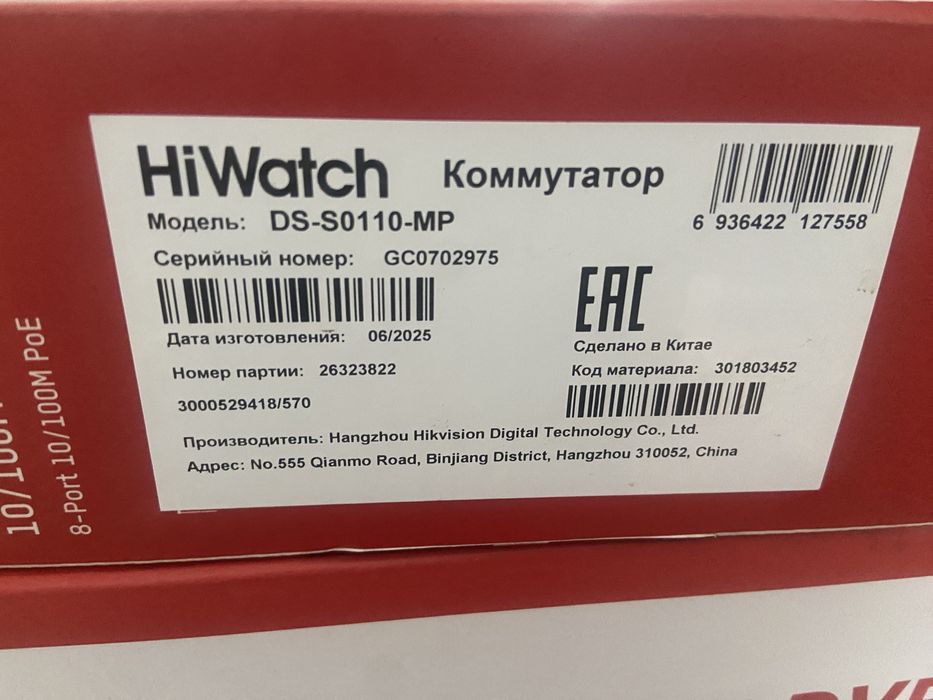 HiWatch Коммутатор
6 936422 127558
Модель: DS-S0110-MP
Серийный номер: GC0702975
EAC
Дата изготовления: 06/2025
Сделано в Китае
Номер партии: 26323822
Код материала: 301803452
3000529418/570
Производитель: Hangzhou Hikvision Digital Technology Co., Ltd.
Адрес: No.555 Qianmo Road, Binjiang District, Hangzhou 310052, China
8-Port 10/100M PoE